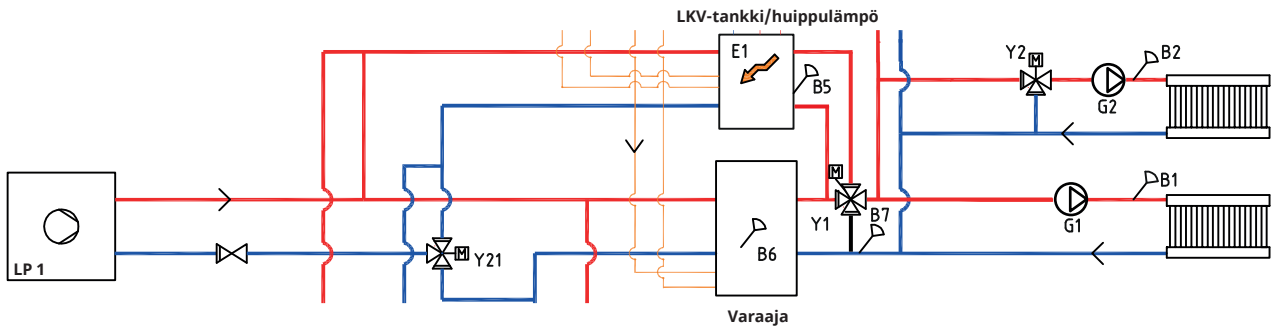 LKV-tankki/huippulämpö
E1
B5
Y2
M
B2
G2
M
B1
Y1
B7
G1
LP 1
M
Y21
B6
Varaaja